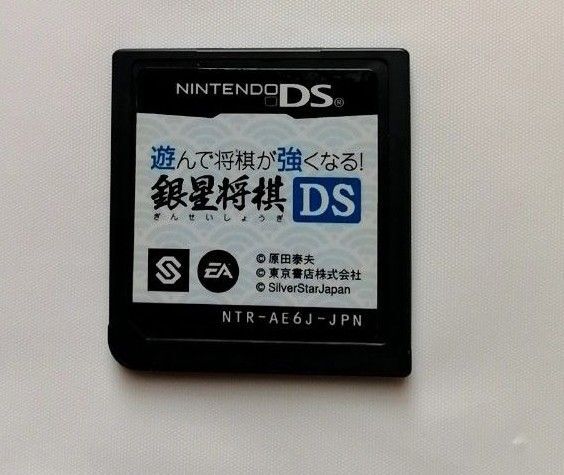 NINTENDO DS®
遊んで将棋が強くなる!
銀星将棋 DS
ぎんせいしょうぎ
EA
© 原田泰夫
© 東京書店株式会社
© SilverStarJapan
NTR-AE6J-JPN